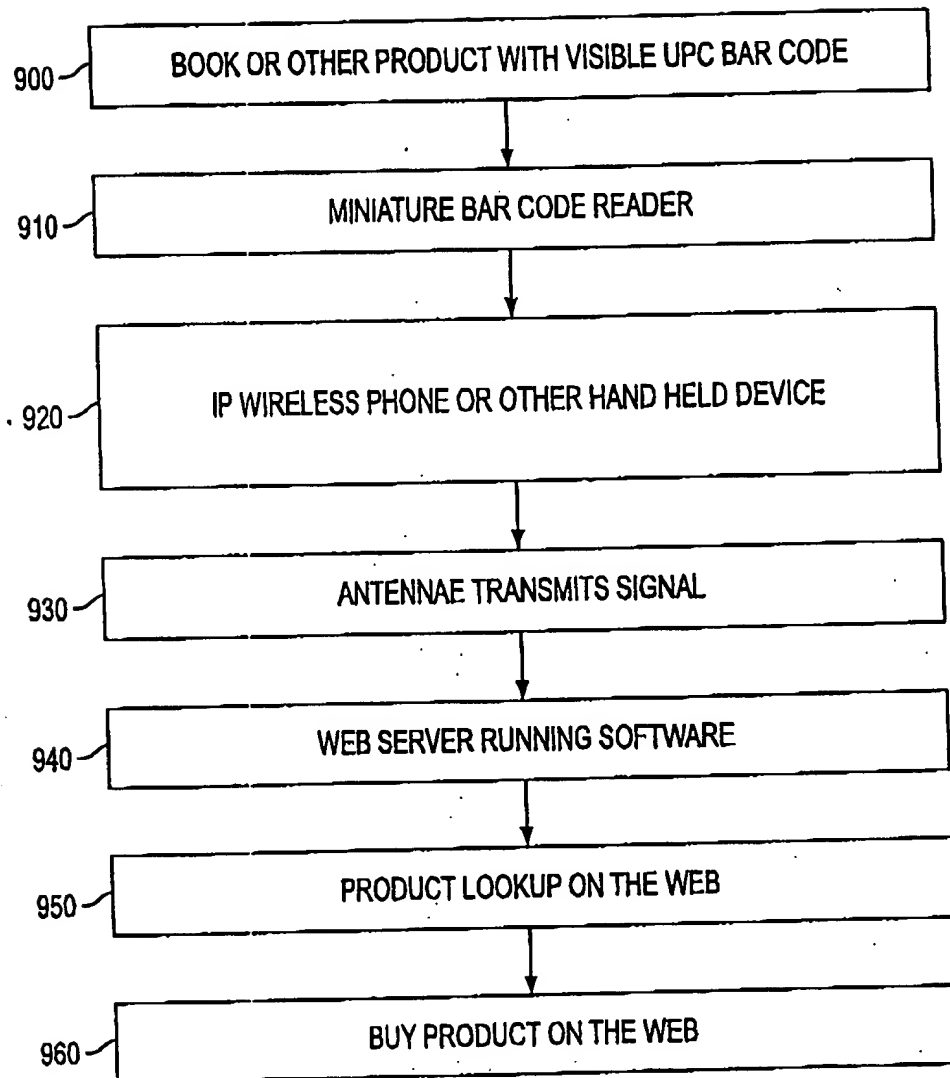 900 BOOK OR OTHER PRODUCT WITH VISIBLE UPC BAR CODE
910 MINIATURE BAR CODE READER
920 IP WIRELESS PHONE OR OTHER HAND HELD DEVICE
930 ANTENNAE TRANSMITS SIGNAL
940 WEB SERVER RUNNING SOFTWARE
950 PRODUCT LOOKUP ON THE WEB
960 BUY PRODUCT ON THE WEB